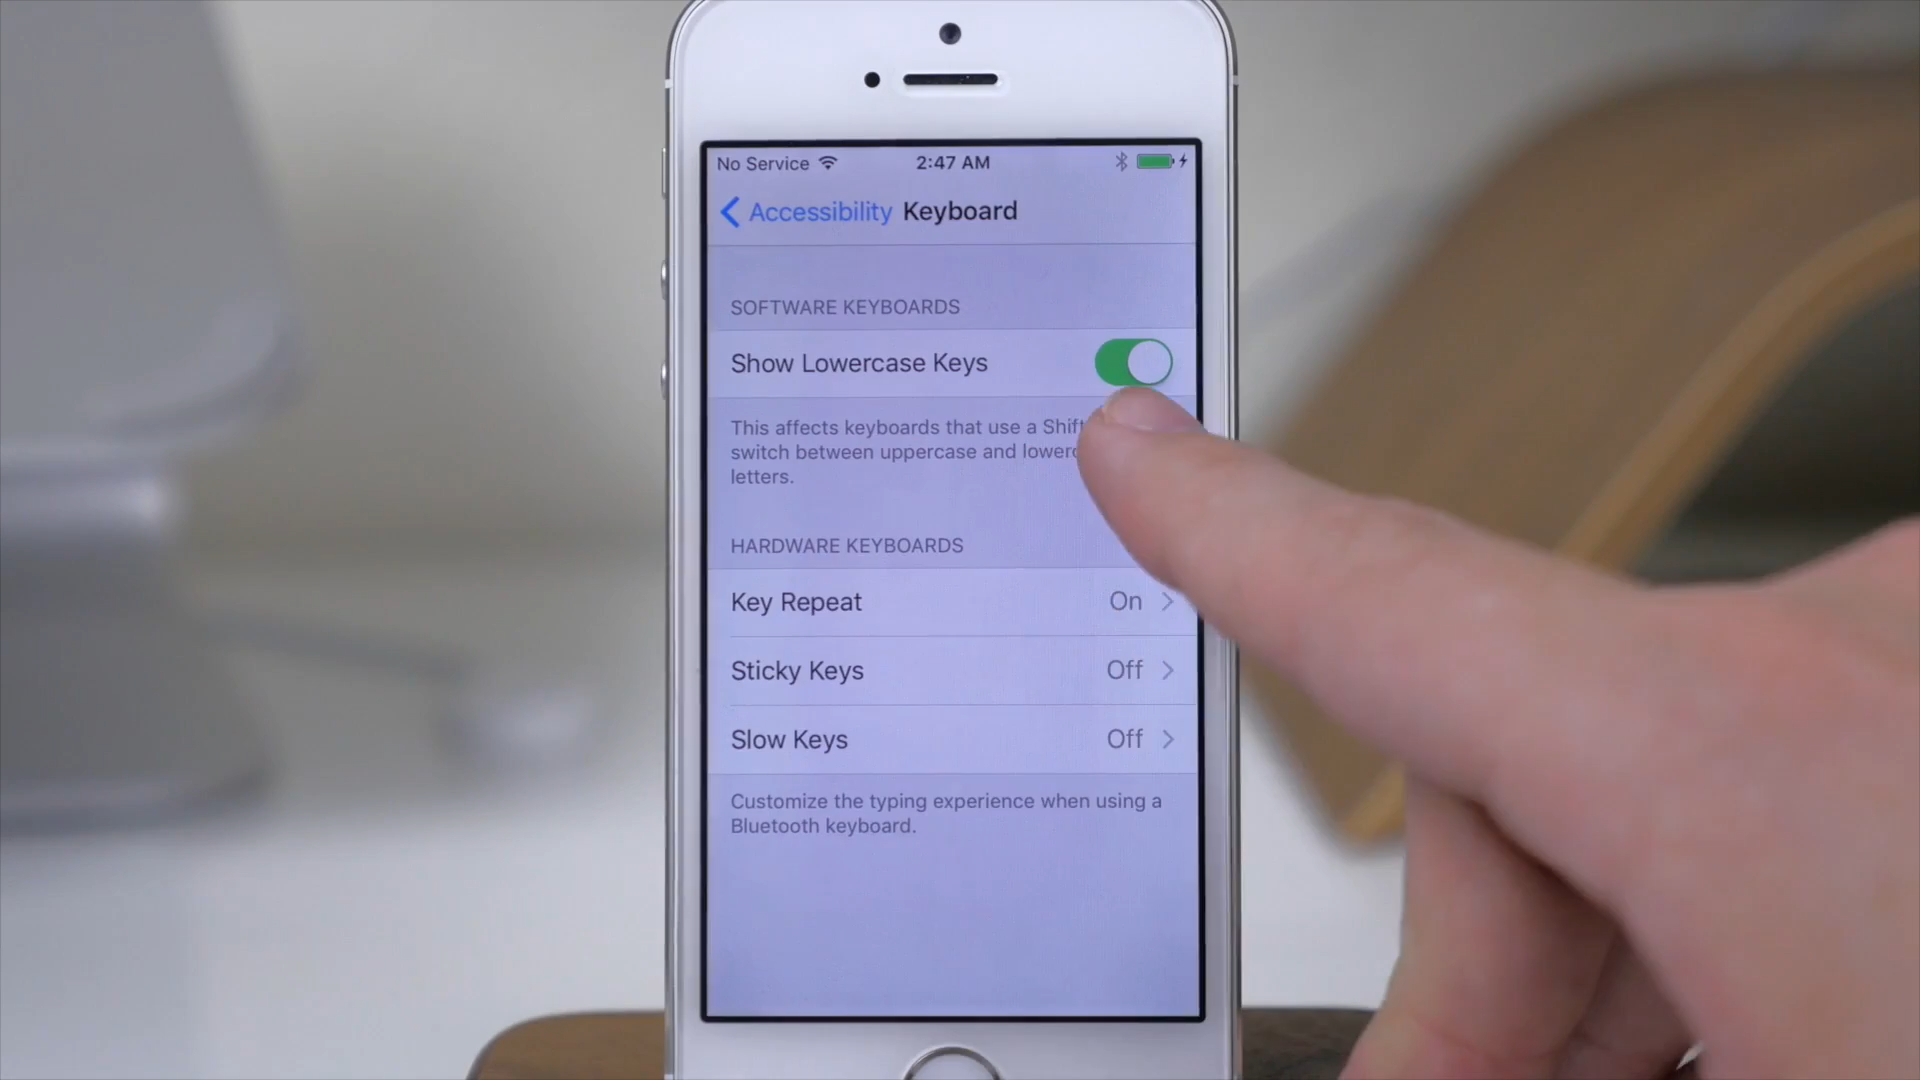 No Service 2:47 AM
Accessibility Keyboard
SOFTWARE KEYBOARDS
Show Lowercase Keys
This affects keyboards that use a Shift
switch between uppercase and
letters.
HARDWARE KEYBOARDS
Key Repeat On
Sticky Keys Off
Slow Keys Off
Customize the typing experience when using a
Bluetooth keyboard.